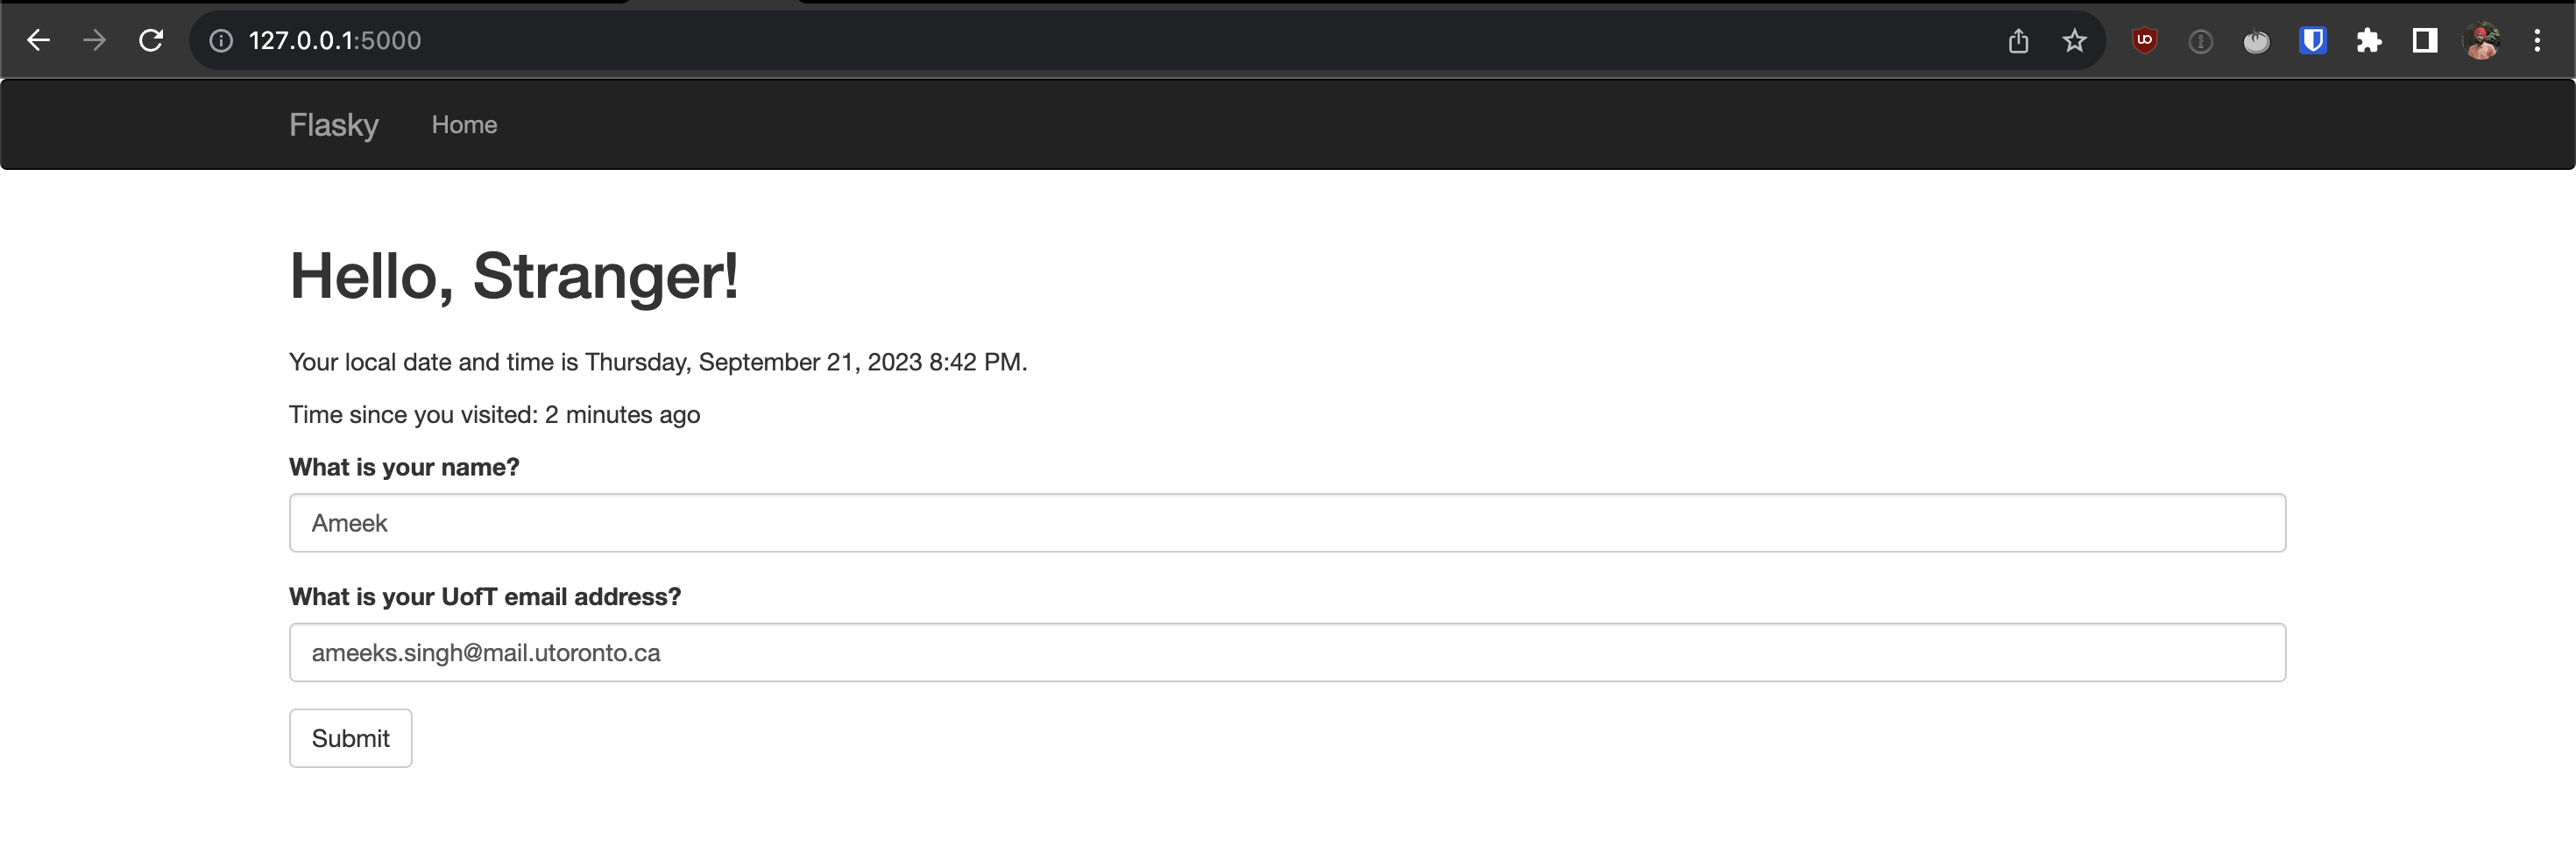 127.0.0.1:5000
Flasky Home
Hello, Stranger!
Your local date and time is Thursday, September 21, 2023 8:42 PM.
Time since you visited: 2 minutes ago
What is your name?
Ameek
What is your UofT email address?
ameeks.singh@mail.utoronto.ca
Submit